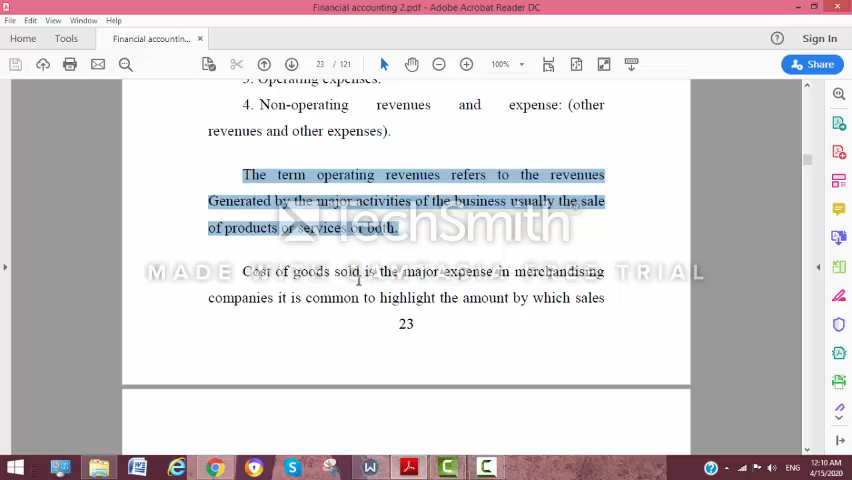 Financial accounting 2.pdf - Adobe Acrobat Reader DC
File Edit View Window Help
Home Tools Financial accountin... × Sign In
23 / 121 100% Share
3. Operating expenses.
4. Non-operating revenues and expense: (other
revenues and other expenses).
The term operating revenues refers to the revenues
Generated by the major activities of the business usually the sale
of products or services or both.
TechSmith®
MADE WITH CAMTASIA FREE TRIAL
Cost of goods sold is the major expense in merchandising
companies it is common to highlight the amount by which sales
23
ENG 12:10 AM
4/15/2020